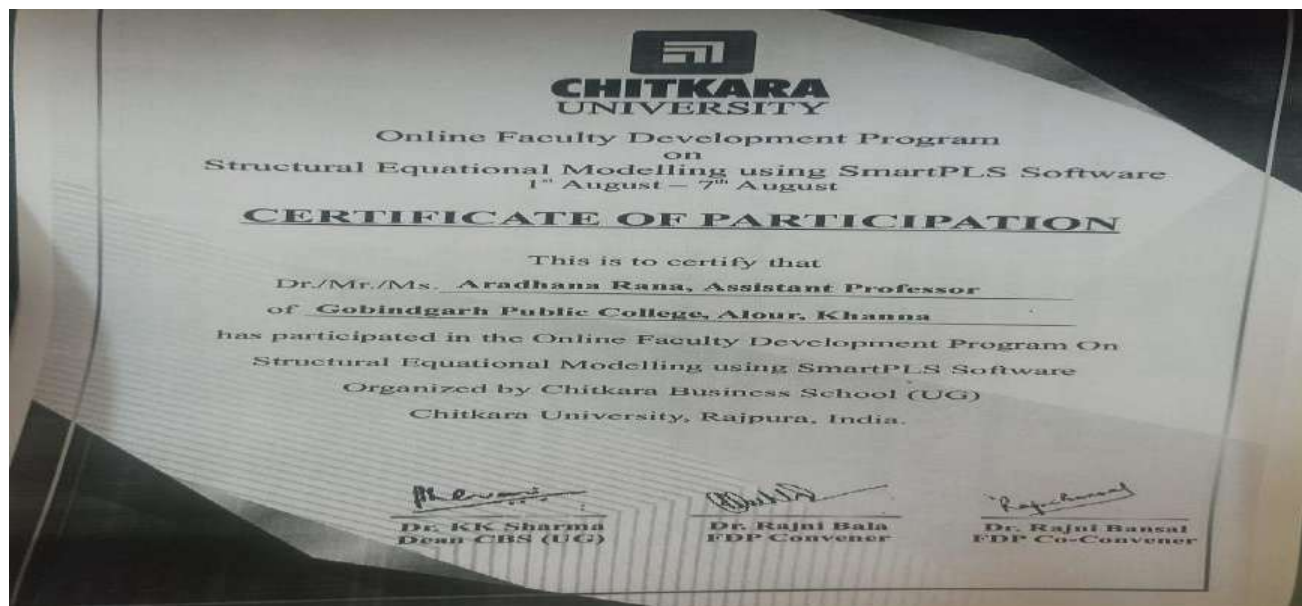 CHITKARA
UNIVERSITY
Online Faculty Development Program
on
Structural Equational Modelling using SmartPLS Software
1st August – 7th August
CERTIFICATE OF PARTICIPATION
This is to certify that
Dr./Mr./Ms. Aradhana Rana, Assistant Professor
of Gobindgarh Public College, Alour, Khanna
has participated in the Online Faculty Development Program On
Structural Equational Modelling using SmartPLS Software
Organized by Chitkara Business School (UG)
Chitkara University, Rajpura, India.
Dr. KK Sharma
Dean CBS (UG)
Dr. Rajni Bala
FDP Convener
Dr. Rajni Bansal
FDP Co-Convener